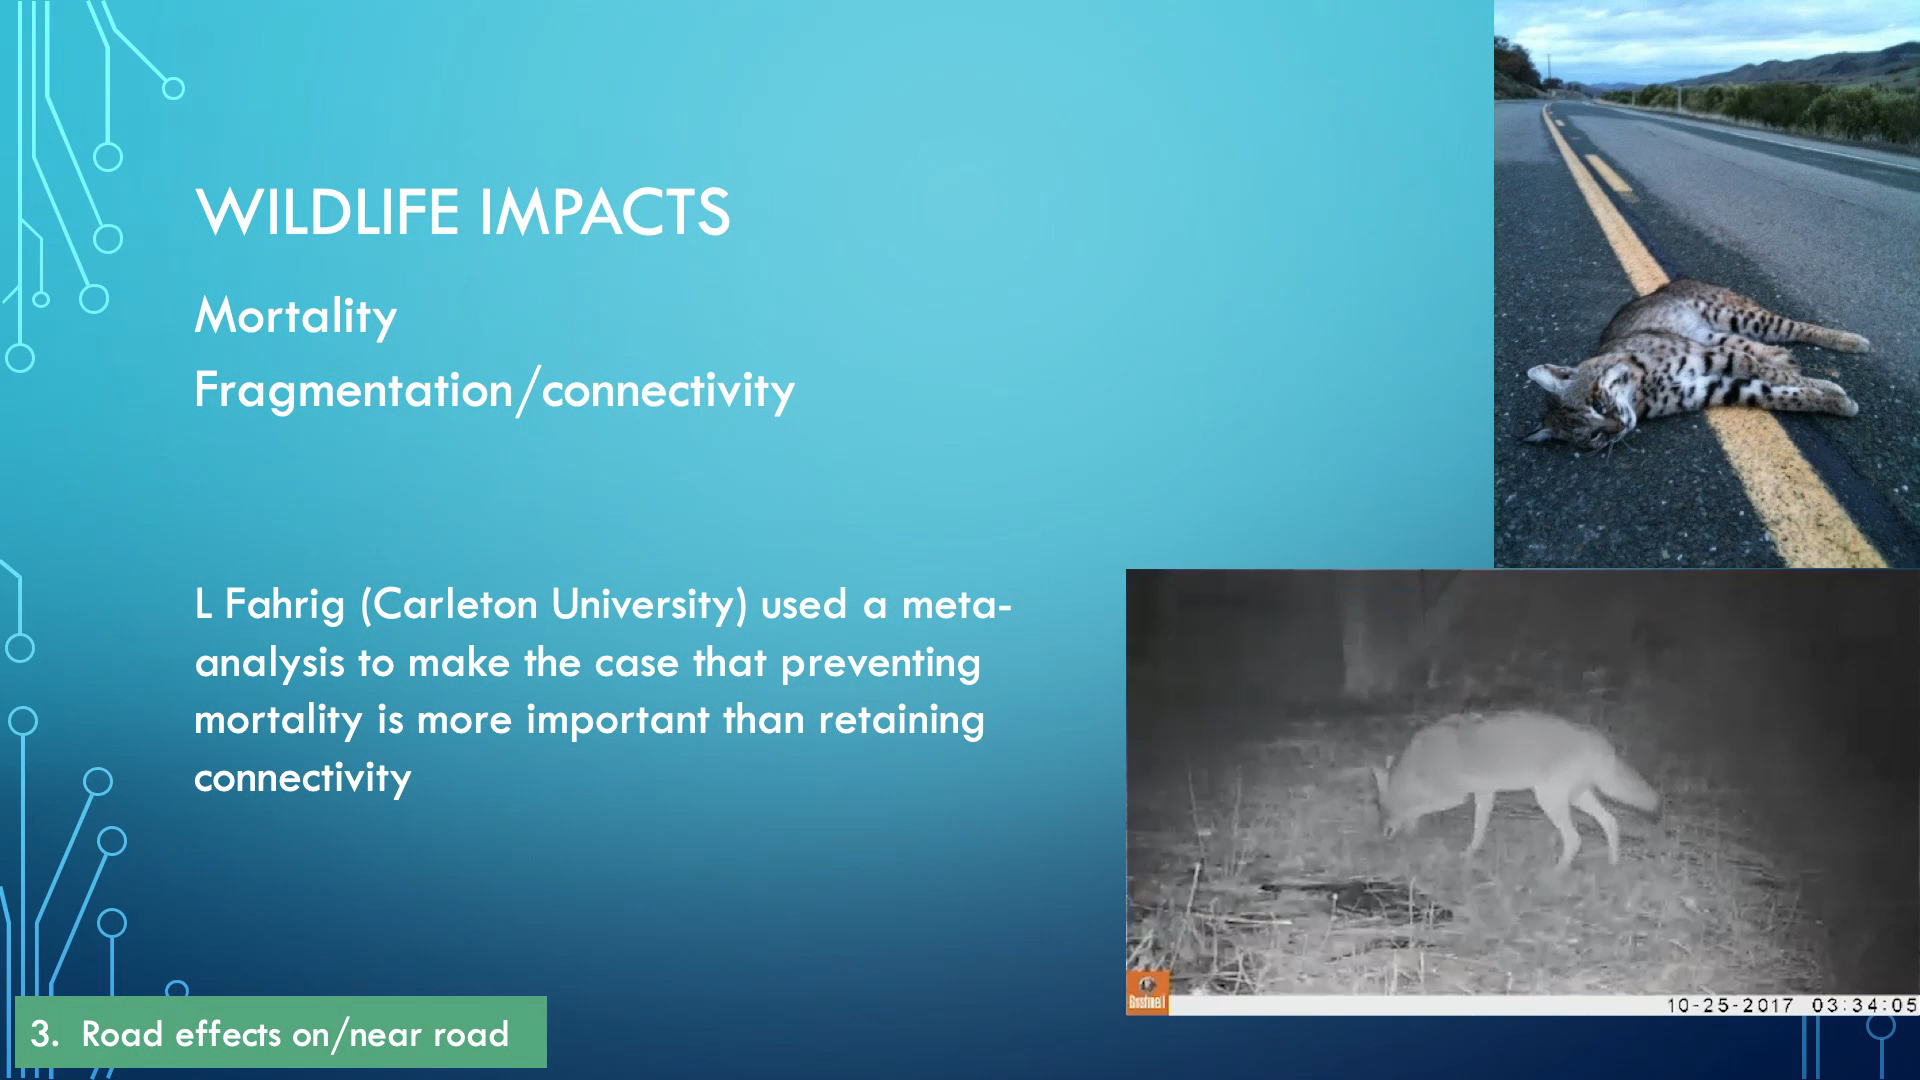 WILDLIFE IMPACTS
Mortality
Fragmentation/connectivity
L Fahrig (Carleton University) used a meta-
analysis to make the case that preventing
mortality is more important than retaining
connectivity
Bushnell
10-25-2017 03:34:05
3. Road effects on/near road